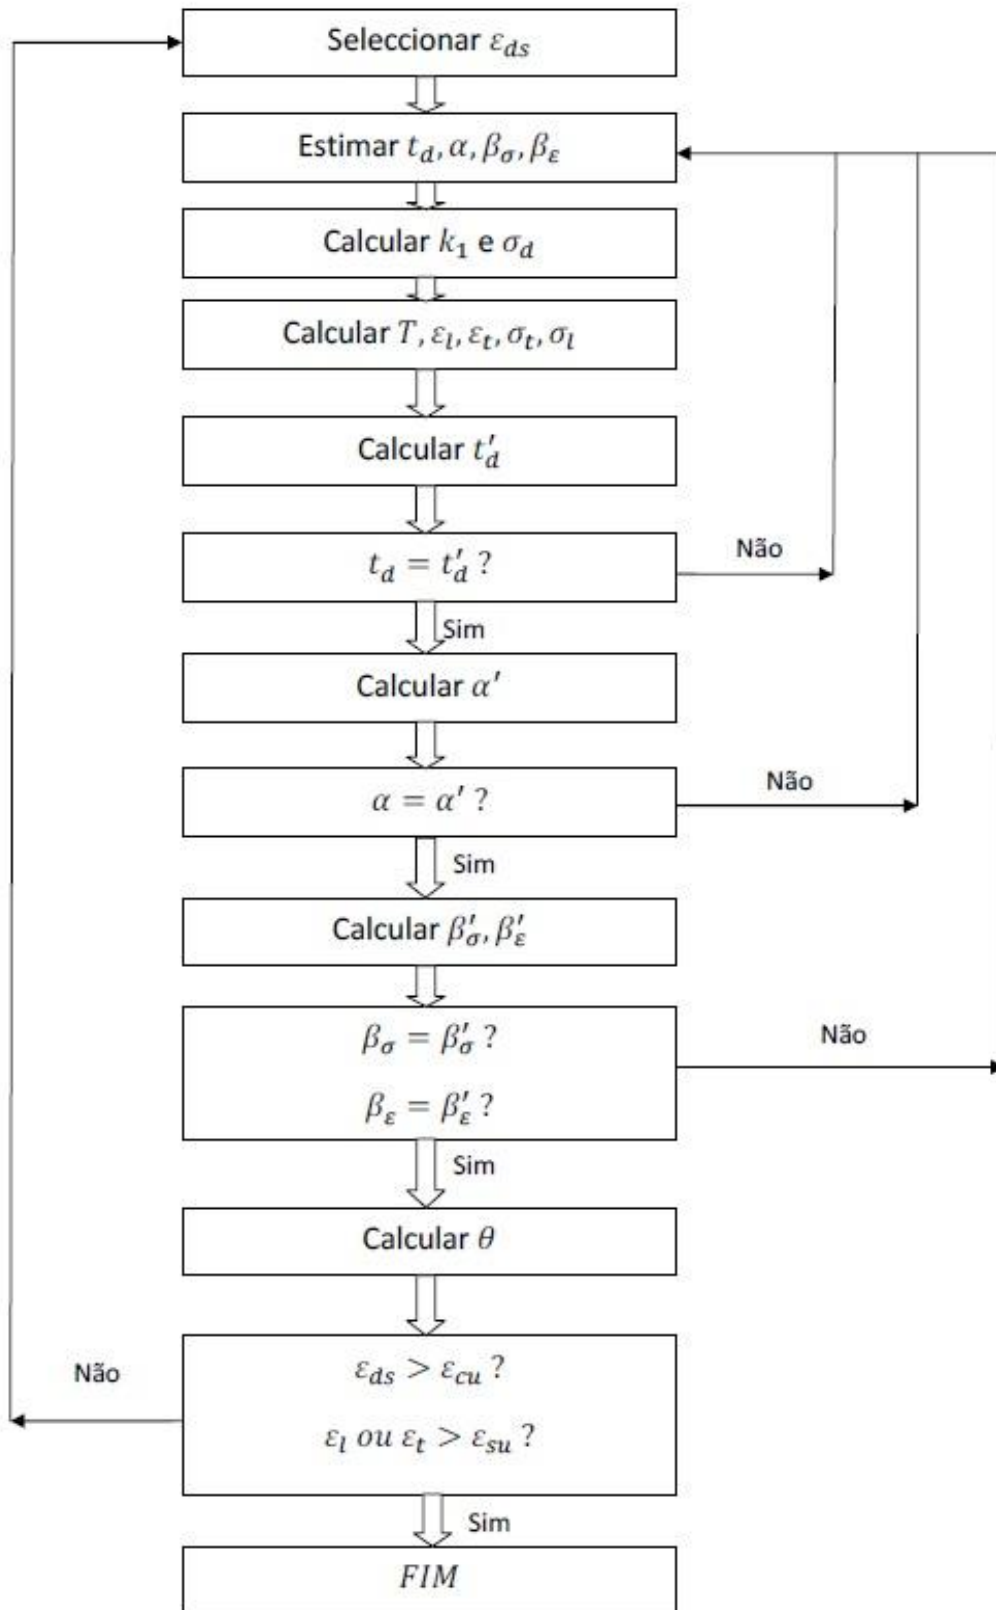 Seleccionar ε_ds
Estimar t_d, α, β_σ, β_ε
Calcular k_1 e σ_d
Calcular T, ε_l, ε_t, σ_t, σ_l
Calcular t'_d
t_d = t'_d ?
Não
Sim
Calcular α'
α = α' ?
Não
Sim
Calcular β'_σ, β'_ε
β_σ = β'_σ ?
β_ε = β'_ε ?
Não
Sim
Calcular θ
ε_ds > ε_cu ?
ε_l ou ε_t > ε_su ?
Não
Sim
FIM